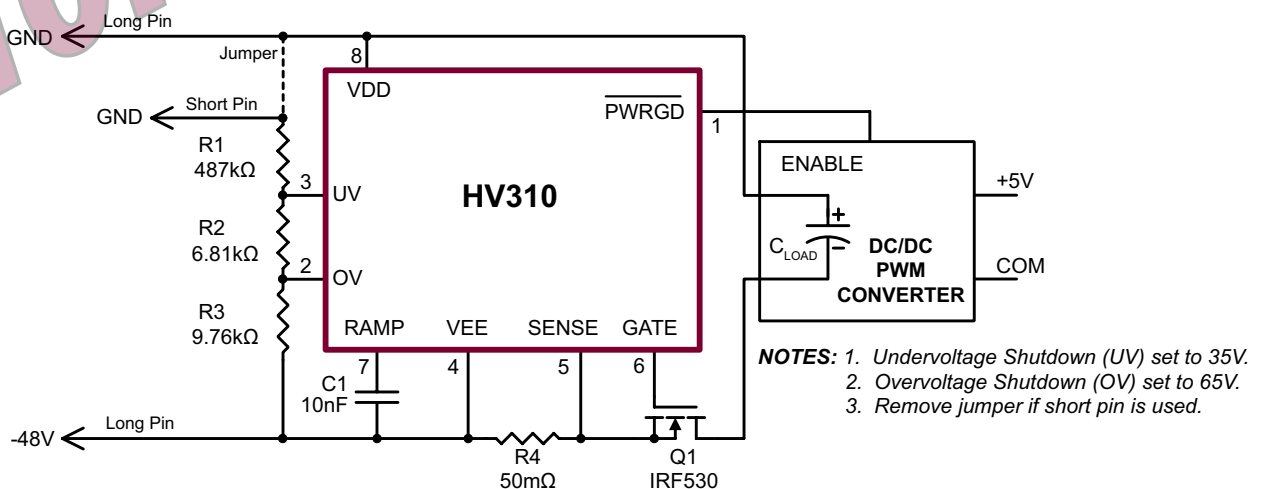 GND
Long Pin
Jumper
GND
Short Pin
R1
487kΩ
R2
6.81kΩ
R3
9.76kΩ
8
VDD
PWRGD
1
3
UV
HV310
2
OV
RAMP
VEE
SENSE
GATE
7
4
5
6
C1
10nF
-48V
Long Pin
R4
50mΩ
Q1
IRF530
ENABLE
+5V
+
CLOAD
−
DC/DC
PWM
CONVERTER
COM
NOTES: 1. Undervoltage Shutdown (UV) set to 35V.
2. Overvoltage Shutdown (OV) set to 65V.
3. Remove jumper if short pin is used.